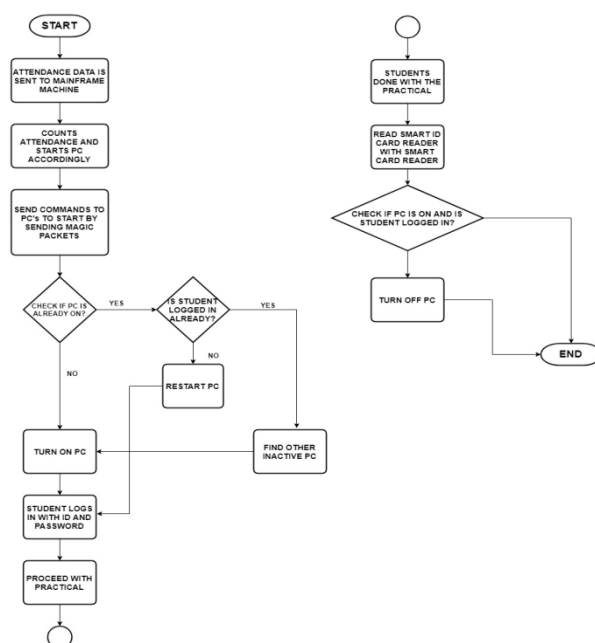 START
ATTENDANCE DATA IS
SENT TO MAINFRAME
MACHINE
COUNTS
ATTENDANCE AND
STARTS PC
ACCORDINGLY
SEND COMMANDS TO
PC's TO START BY
SENDING MAGIC
PACKETS
CHECK IF PC IS
ALREADY ON?
YES
IS STUDENT
LOGGED IN
ALREADY?
YES
NO
NO
RESTART PC
TURN ON PC
FIND OTHER
INACTIVE PC
STUDENT LOGS
IN WITH ID AND
PASSWORD
PROCEED WITH
PRACTICAL
STUDENTS
DONE WITH THE
PRACTICAL
READ SMART ID
CARD READER
WITH SMART
CARD READER
CHECK IF PC IS ON AND IS
STUDENT LOGGED IN?
TURN OFF PC
END